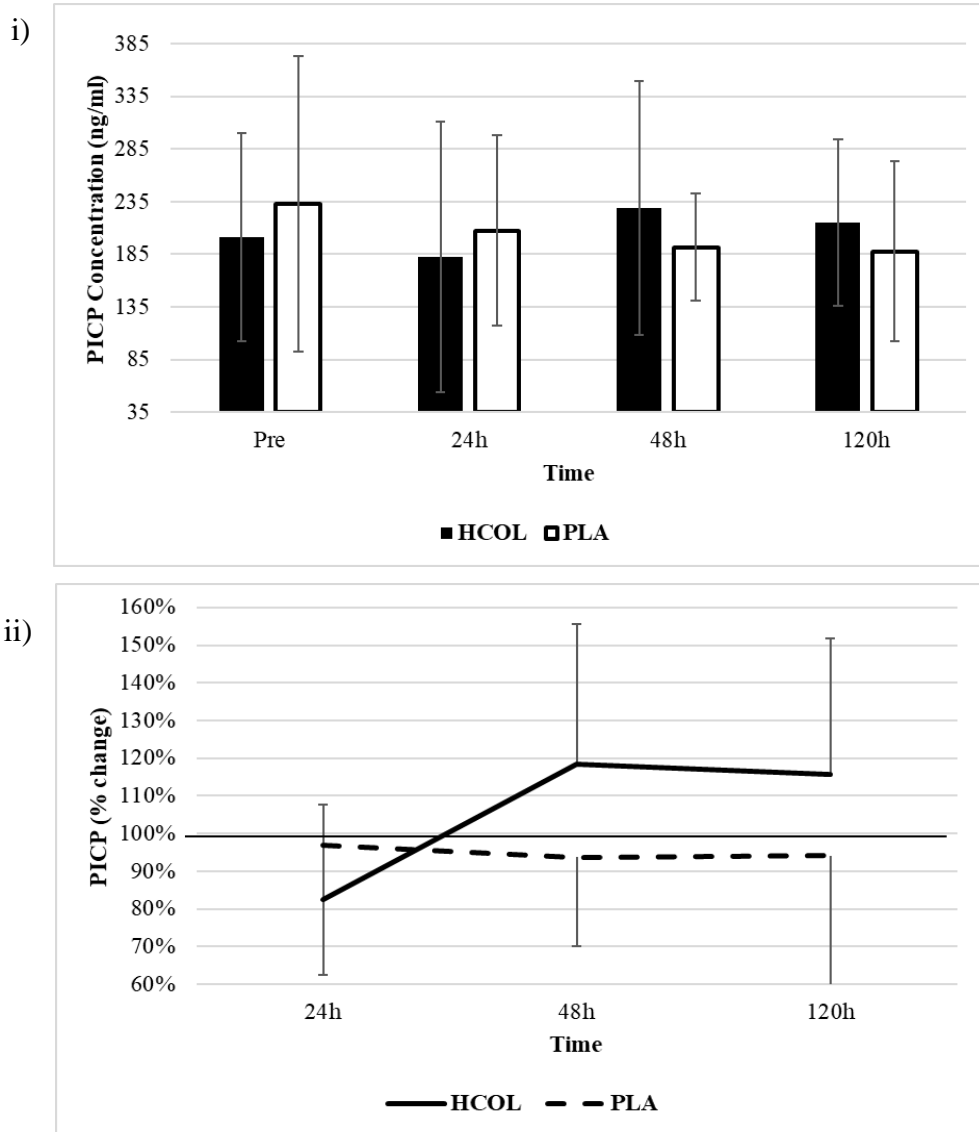 i)
PICP Concentration (ng/ml)
385
335
285
235
185
135
85
35
Pre 24h 48h 120h
Time
HCOL PLA
ii)
PICP (% change)
160%
150%
140%
130%
120%
110%
100%
90%
80%
70%
60%
24h 48h 120h
Time
HCOL PLA